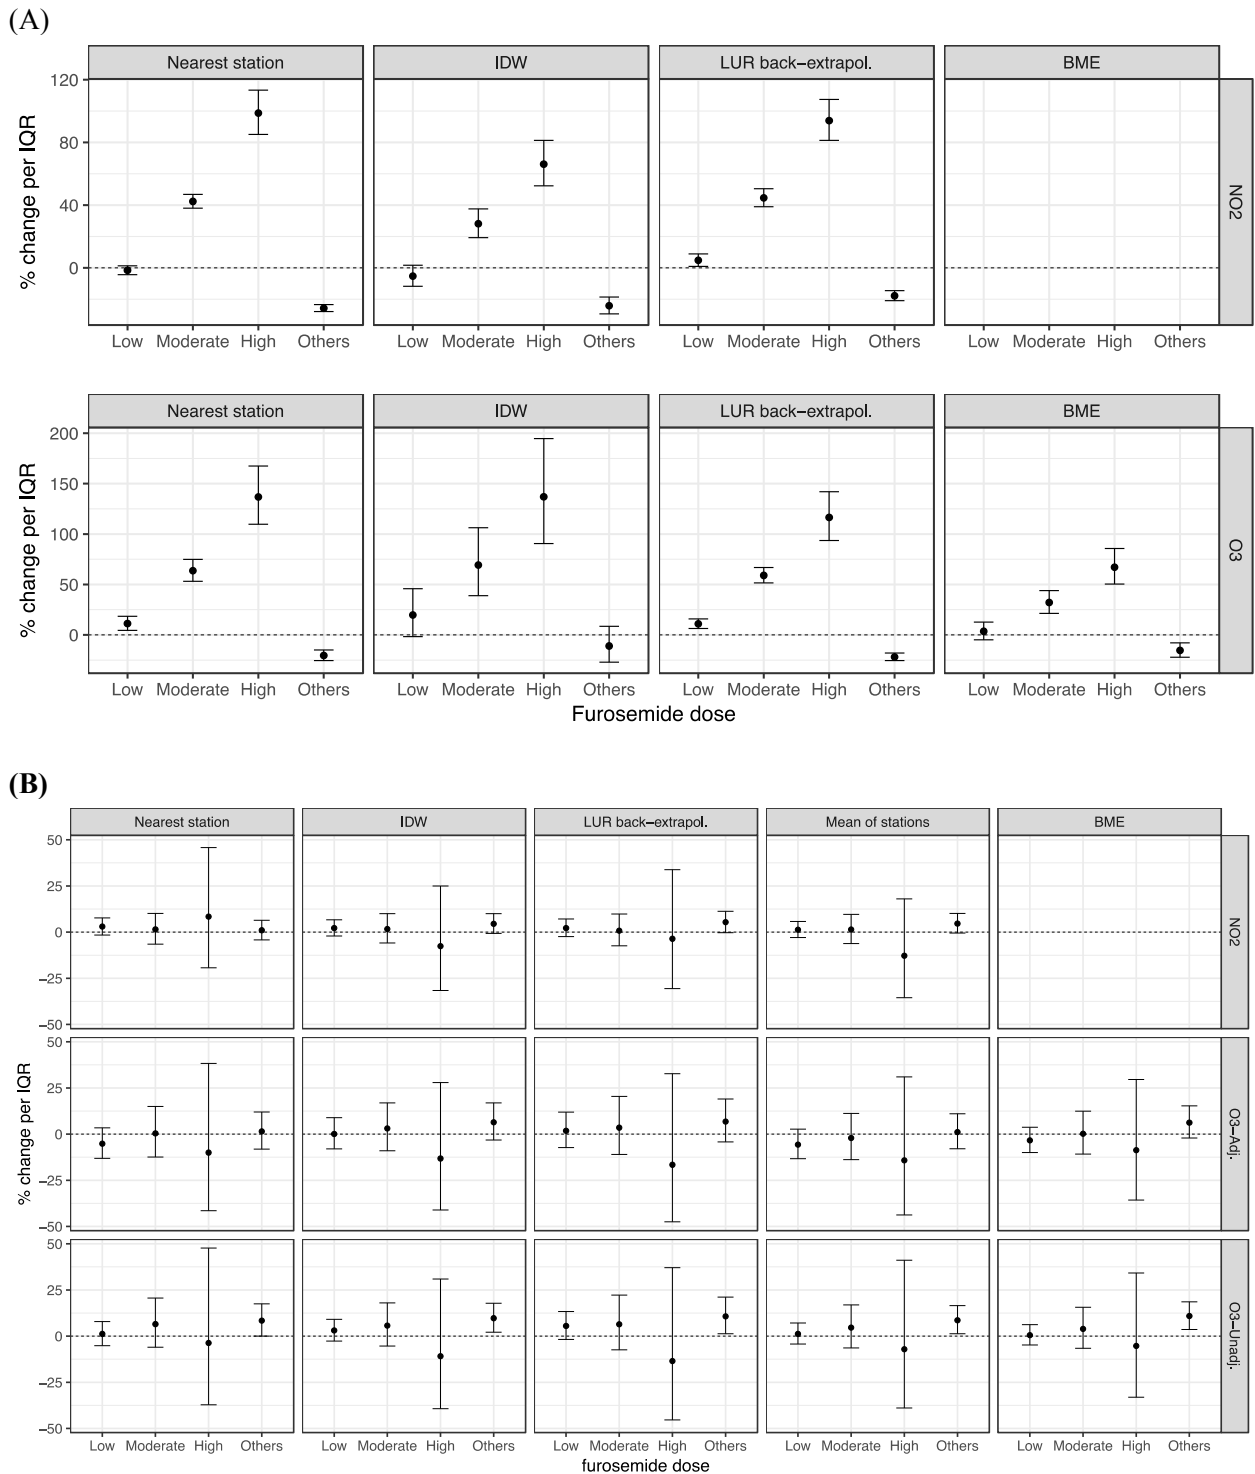 (A)
Nearest station IDW LUR back−extrapol. BME
% change per IQR
120
80
40
0
NO2
Low Moderate High Others Low Moderate High Others Low Moderate High Others Low Moderate High Others
Nearest station IDW LUR back−extrapol. BME
% change per IQR
200
150
100
50
0
O3
Low Moderate High Others Low Moderate High Others Low Moderate High Others Low Moderate High Others
Furosemide dose
(B)
Nearest station IDW LUR back−extrapol. Mean of stations BME
50
25
0
−25
−50
NO2
% change per IQR
50
25
0
−25
−50
O3−Adj.
50
25
0
−25
−50
O3−Unadj.
Low Moderate High Others Low Moderate High Others Low Moderate High Others Low Moderate High Others Low Moderate High Others
furosemide dose